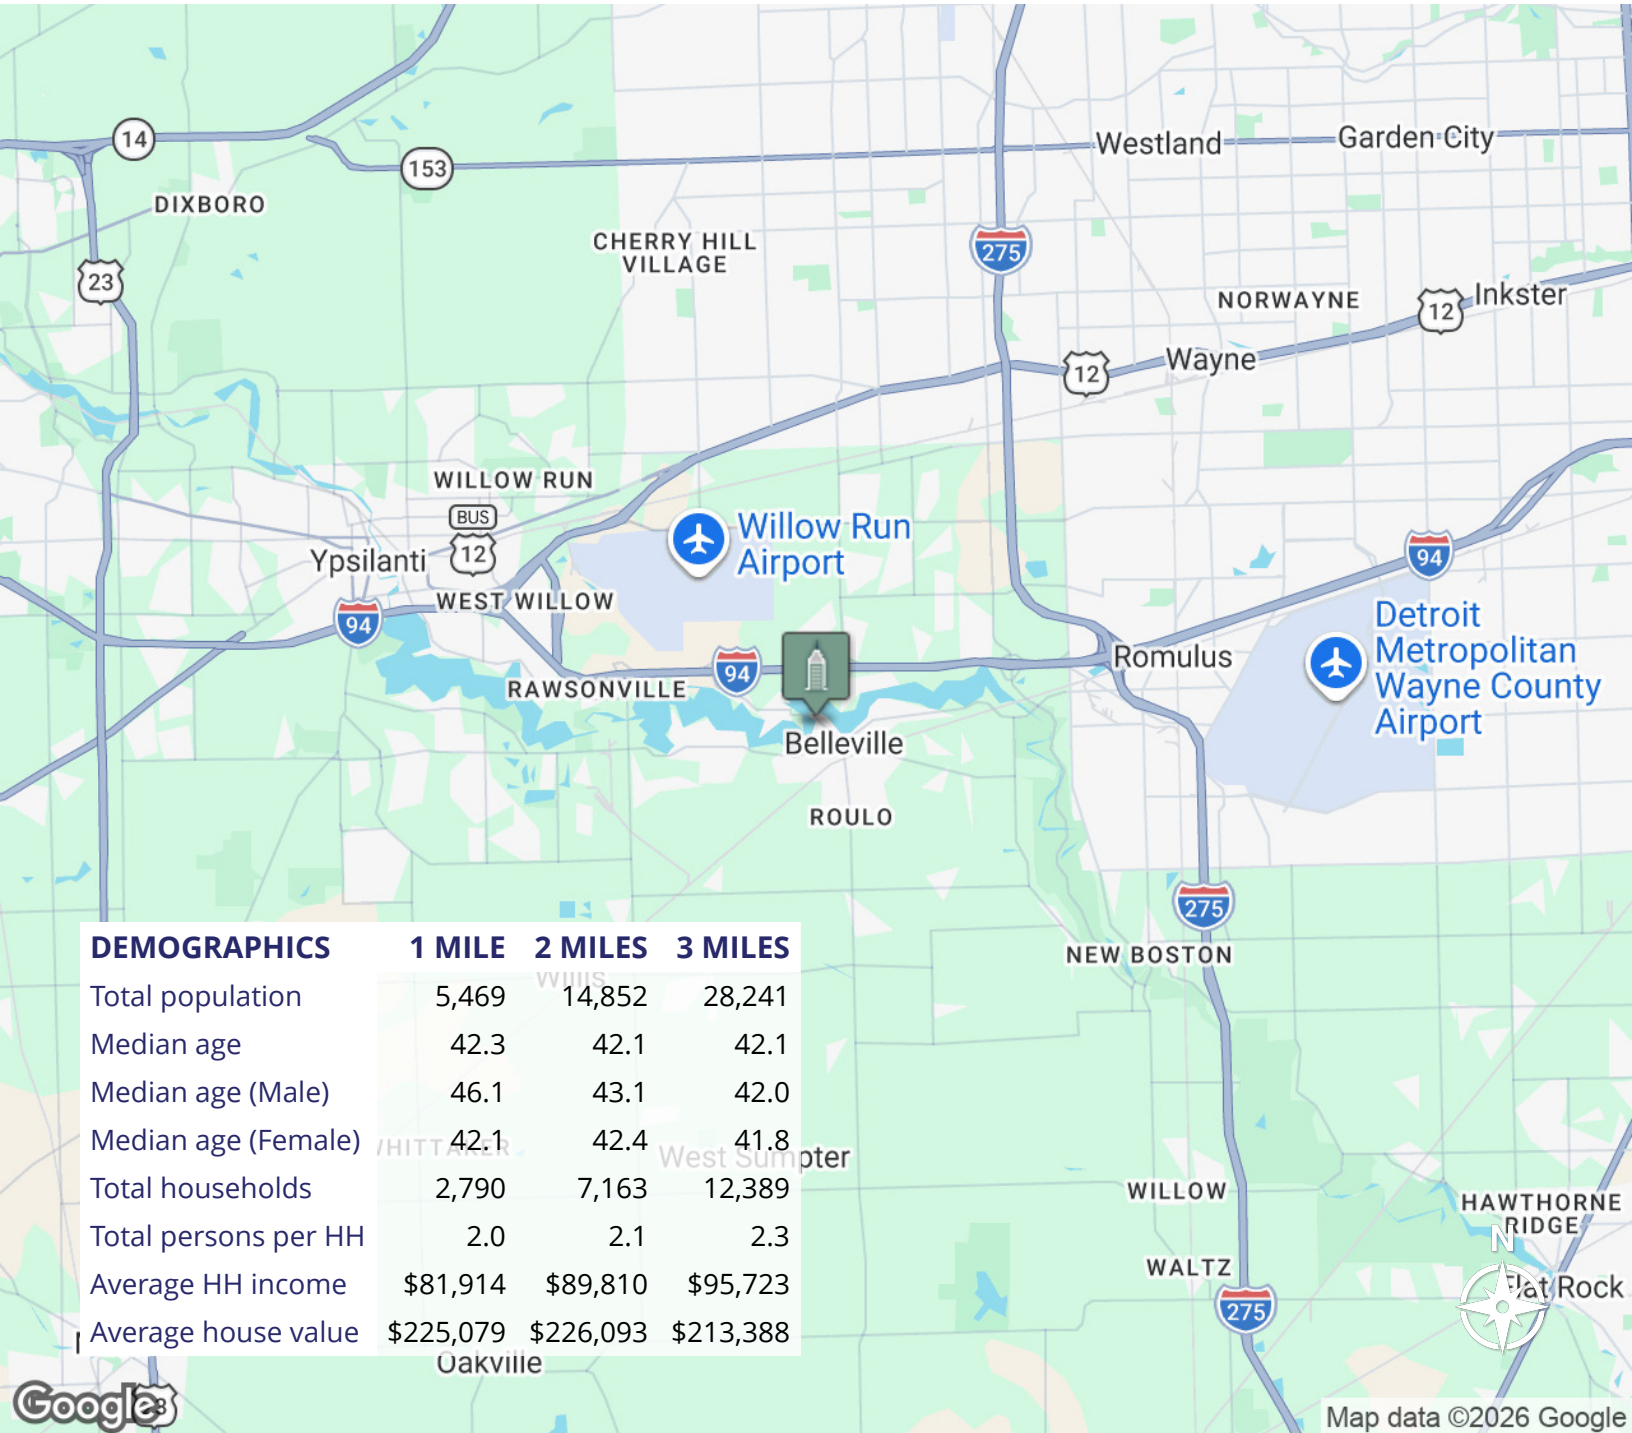 14
153
Westland
Garden City
DIXBORO
CHERRY HILL
VILLAGE
275
23
NORWAYNE
12
Inkster
12
Wayne
WILLOW RUN
BUS
12
Willow Run
Airport
Ypsilanti
94
WEST WILLOW
94
Detroit
Metropolitan
Wayne County
Airport
94
Romulus
RAWSONVILLE
Belleville
ROULO
275
NEW BOSTON
DEMOGRAPHICS 1 MILE 2 MILES 3 MILES
Willis
Total population 5,469 14,852 28,241
Median age 42.3 42.1 42.1
Median age (Male) 46.1 43.1 42.0
Median age (Female) 42.1 42.4 41.8
WHITTAKER
West Sumpter
Total households 2,790 7,163 12,389
Total persons per HH 2.0 2.1 2.3
Average HH income $81,914 $89,810 $95,723
Average house value $225,079 $226,093 $213,388
WILLOW
HAWTHORNE
RIDGE
N
WALTZ
Flat Rock
275
Oakville
Google
23
Map data ©2026 Google